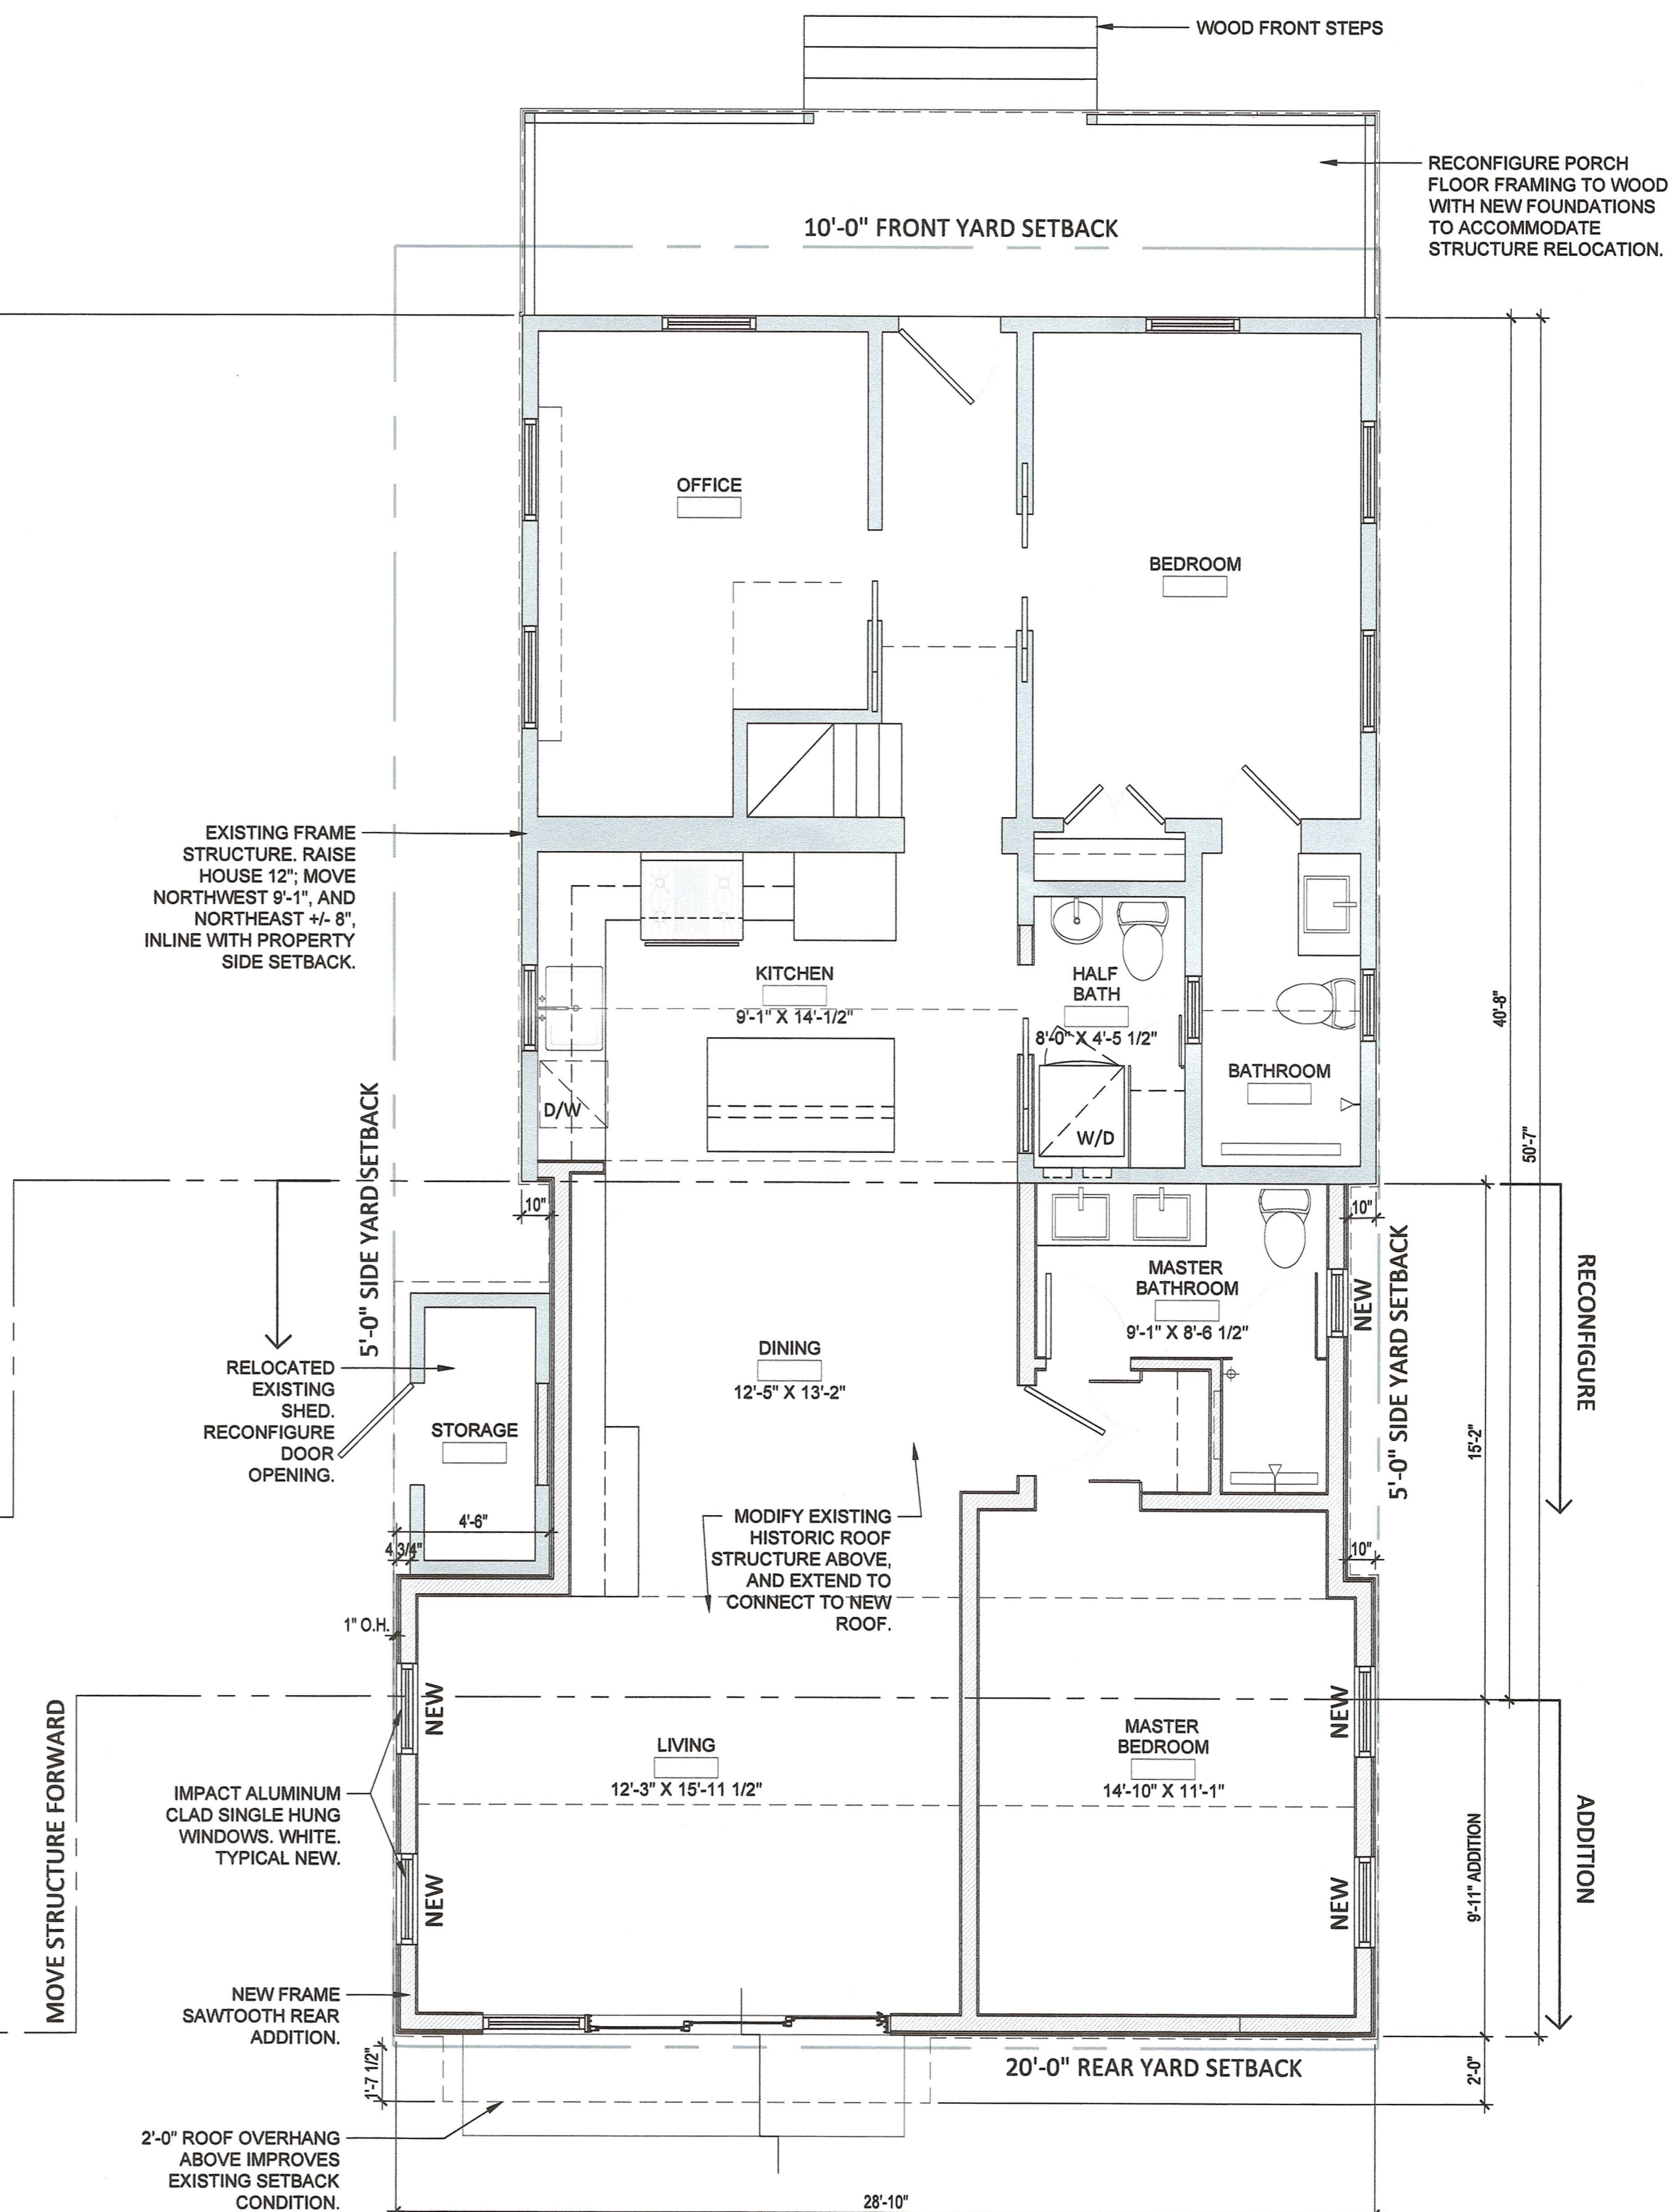 WOOD FRONT STEPS
RECONFIGURE PORCH
FLOOR FRAMING TO WOOD
WITH NEW FOUNDATIONS
TO ACCOMMODATE
STRUCTURE RELOCATION.
10'-0" FRONT YARD SETBACK
OFFICE
BEDROOM
EXISTING FRAME
STRUCTURE. RAISE
HOUSE 12"; MOVE
NORTHWEST 9'-1", AND
NORTHEAST +/- 8",
INLINE WITH PROPERTY
SIDE SETBACK.
KITCHEN
9'-1" X 14'-1/2"
HALF
BATH
8'-0" X 4'-5 1/2"
BATHROOM
D/W
W/D
40'-8"
50'-7"
5'-0" SIDE YARD SETBACK
10"
10"
MASTER
BATHROOM
9'-1" X 8'-6 1/2"
NEW
5'-0" SIDE YARD SETBACK
RECONFIGURE
DINING
12'-5" X 13'-2"
RELOCATED
EXISTING
SHED.
RECONFIGURE
DOOR
OPENING.
STORAGE
15'-2"
4'-6"
4 3/4"
10"
MODIFY EXISTING
HISTORIC ROOF
STRUCTURE ABOVE,
AND EXTEND TO
CONNECT TO NEW
ROOF.
1" O.H.
NEW
NEW
MOVE STRUCTURE FORWARD
LIVING
12'-3" X 15'-11 1/2"
MASTER
BEDROOM
14'-10" X 11'-1"
IMPACT ALUMINUM
CLAD SINGLE HUNG
WINDOWS. WHITE.
TYPICAL NEW.
NEW
NEW
9'-11" ADDITION
ADDITION
NEW FRAME
SAWTOOTH REAR
ADDITION.
20'-0" REAR YARD SETBACK
1'-7 1/2"
2'-0"
2'-0" ROOF OVERHANG
ABOVE IMPROVES
EXISTING SETBACK
CONDITION.
28'-10"